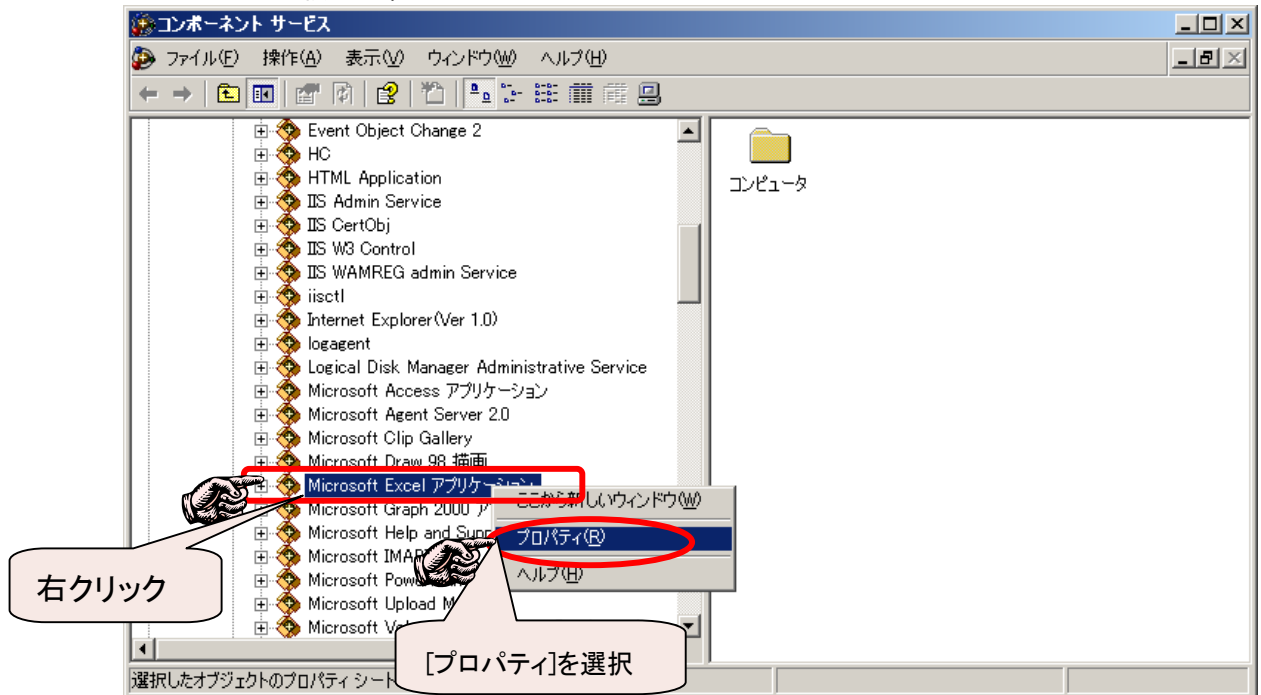 コンポーネント サービス
ファイル(F) 操作(A) 表示(V) ウィンドウ(W) ヘルプ(H)
Event Object Change 2
HC
HTML Application
IIS Admin Service
IIS CertObj
IIS W3 Control
IIS WAMREG admin Service
iisctl
Internet Explorer(Ver 1.0)
logagent
Logical Disk Manager Administrative Service
Microsoft Access アプリケーション
Microsoft Agent Server 2.0
Microsoft Clip Gallery
Microsoft Draw 98 描画
Microsoft Excel アプリケーション
Microsoft Graph 2000 ア
Microsoft Help and Supp
Microsoft IMAP
Microsoft Pow
Microsoft Upload M
Microsoft V
コンピュータ
ここから新しいウィンドウ(W)
プロパティ(R)
ヘルプ(H)
右クリック
[プロパティ]を選択
選択したオブジェクトのプロパティ シート